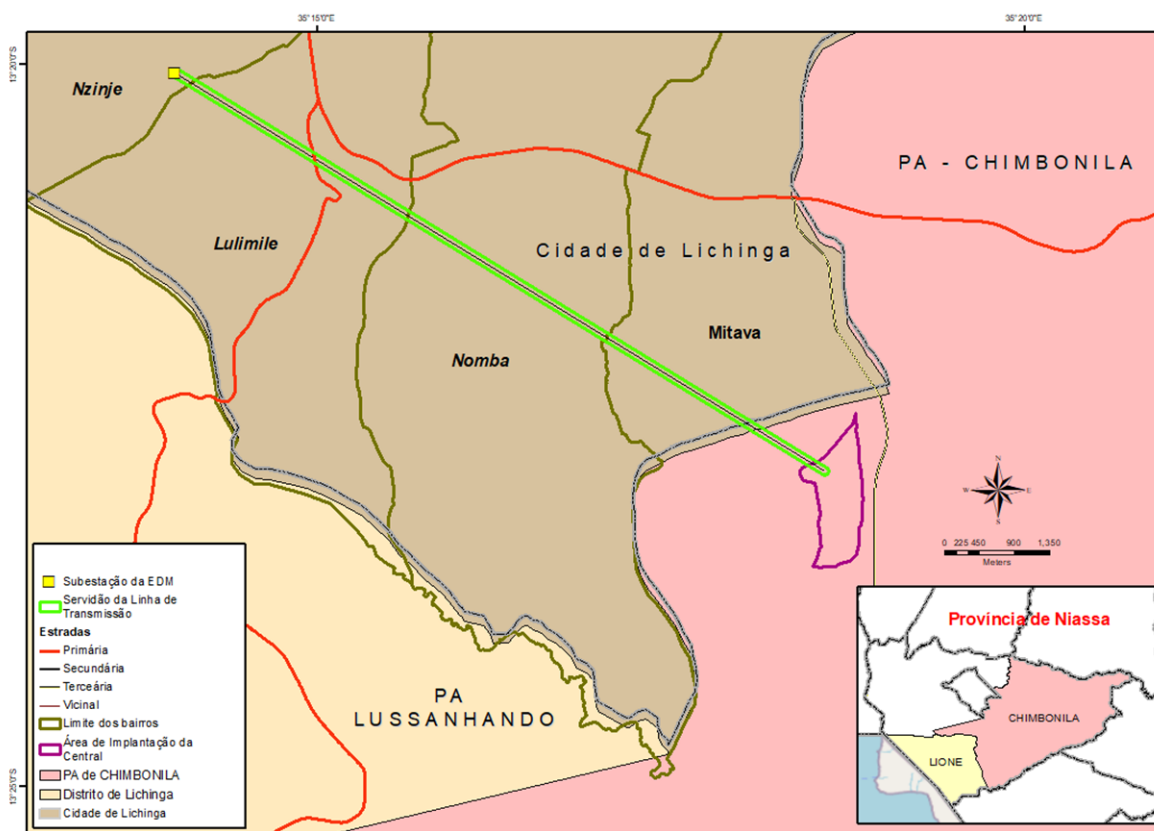 35°15'0"E
35°20'0"E
13°20'0"S
Nzinje
PA - CHIMBONILA
Lulimile
Cidade de Lichinga
Mitava
Nomba
N
W
E
S
0 225 450 900 1,350
Meters
PA
LUSSANHANDO
13°25'0"S
Subestação da EDM
Servidão da Linha de
Transmissão
Estradas
Primária
Secundária
Terceária
Vicinal
Limite dos bairros
Área de Implantação da
Central
PA de CHIMBONILA
Distrito de Lichinga
Cidade de Lichinga
Província de Niassa
CHIMBONILA
LIONE